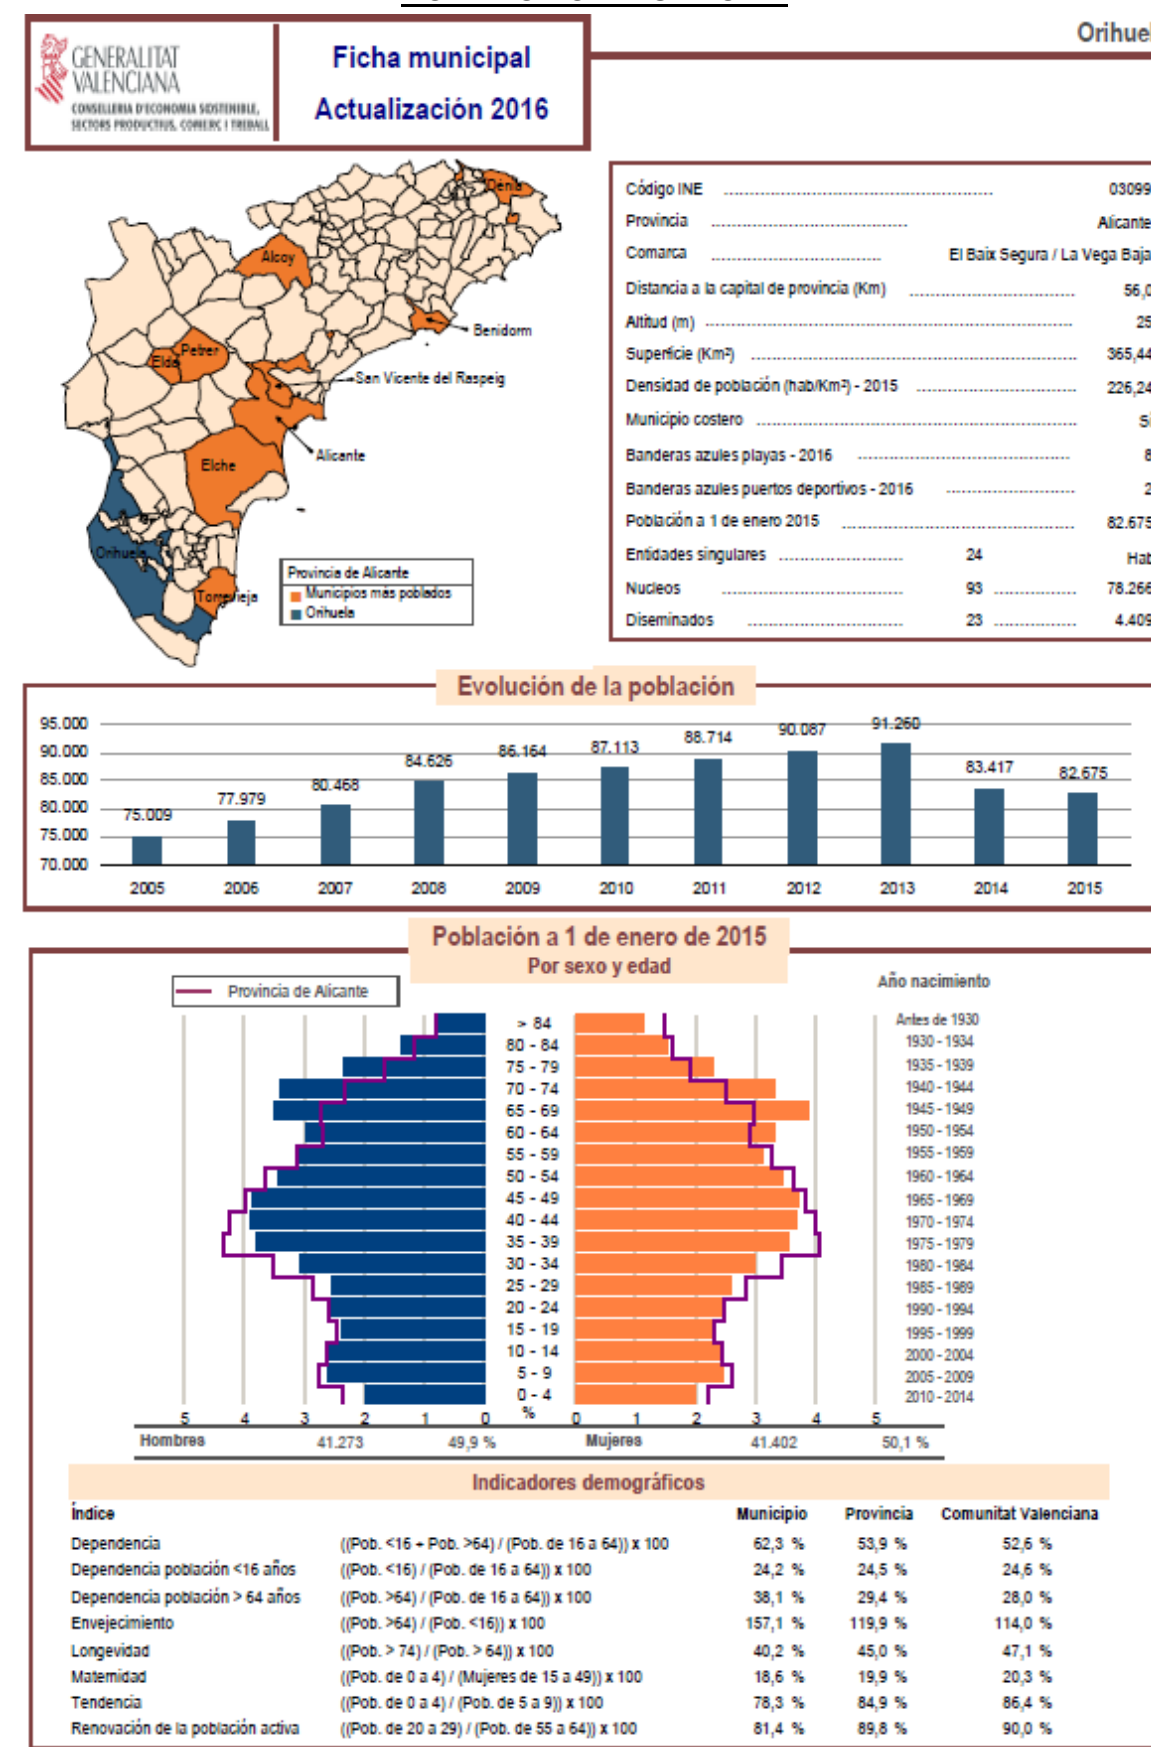 GENERALITAT
VALENCIANA
CONSELLERIA D'ECONOMIA SOSTENIBLE,
SECTORS PRODUCTIUS, COMERÇ I TREBALL
Ficha municipal
Actualización 2016
Orihuel
Dénia
Alcoy
Benidorm
Petrer
Elda
San Vicente del Raspeig
Alicante
Elche
Orihuela
Torrevieja
Provincia de Alicante
Municipios más poblados
Orihuela
Código INE 03099
Provincia Alicante
Comarca El Baix Segura / La Vega Baja
Distancia a la capital de provincia (Km) 56,0
Altitud (m) 25
Superficie (Km²) 365,44
Densidad de población (hab/Km²) - 2015 226,24
Municipio costero Sí
Banderas azules playas - 2016 8
Banderas azules puertos deportivos - 2016 2
Población a 1 de enero 2015 82.675
Entidades singulares 24 Hab
Nucleos 93 78.266
Diseminados 23 4.409
Evolución de la población
95.000
90.000
85.000
80.000
75.000
70.000
75.009 77.979 80.468 84.626 86.164 87.113 88.714 90.087 91.260 83.417 82.675
2005 2006 2007 2008 2009 2010 2011 2012 2013 2014 2015
Población a 1 de enero de 2015
Por sexo y edad
Provincia de Alicante
Año nacimiento
> 84 Antes de 1930
80 - 84 1930 - 1934
75 - 79 1935 - 1939
70 - 74 1940 - 1944
65 - 69 1945 - 1949
60 - 64 1950 - 1954
55 - 59 1955 - 1959
50 - 54 1960 - 1964
45 - 49 1965 - 1969
40 - 44 1970 - 1974
35 - 39 1975 - 1979
30 - 34 1980 - 1984
25 - 29 1985 - 1989
20 - 24 1990 - 1994
15 - 19 1995 - 1999
10 - 14 2000 - 2004
5 - 9 2005 - 2009
0 - 4 2010 - 2014
5 4 3 2 1 0 % 0 1 2 3 4 5
Hombres 41.273 49,9 % Mujeres 41.402 50,1 %
Indicadores demográficos
Índice Municipio Provincia Comunitat Valenciana
Dependencia ((Pob. <16 + Pob. >64) / (Pob. de 16 a 64)) x 100 62,3 % 53,9 % 52,6 %
Dependencia población <16 años ((Pob. <16) / (Pob. de 16 a 64)) x 100 24,2 % 24,5 % 24,6 %
Dependencia población > 64 años ((Pob. >64) / (Pob. de 16 a 64)) x 100 38,1 % 29,4 % 28,0 %
Envejecimiento ((Pob. >64) / (Pob. <16)) x 100 157,1 % 119,9 % 114,0 %
Longevidad ((Pob. > 74) / (Pob. > 64)) x 100 40,2 % 45,0 % 47,1 %
Maternidad ((Pob. de 0 a 4) / (Mujeres de 15 a 49)) x 100 18,6 % 19,9 % 20,3 %
Tendencia ((Pob. de 0 a 4) / (Pob. de 5 a 9)) x 100 78,3 % 84,9 % 86,4 %
Renovación de la población activa ((Pob. de 20 a 29) / (Pob. de 55 a 64)) x 100 81,4 % 89,8 % 90,0 %